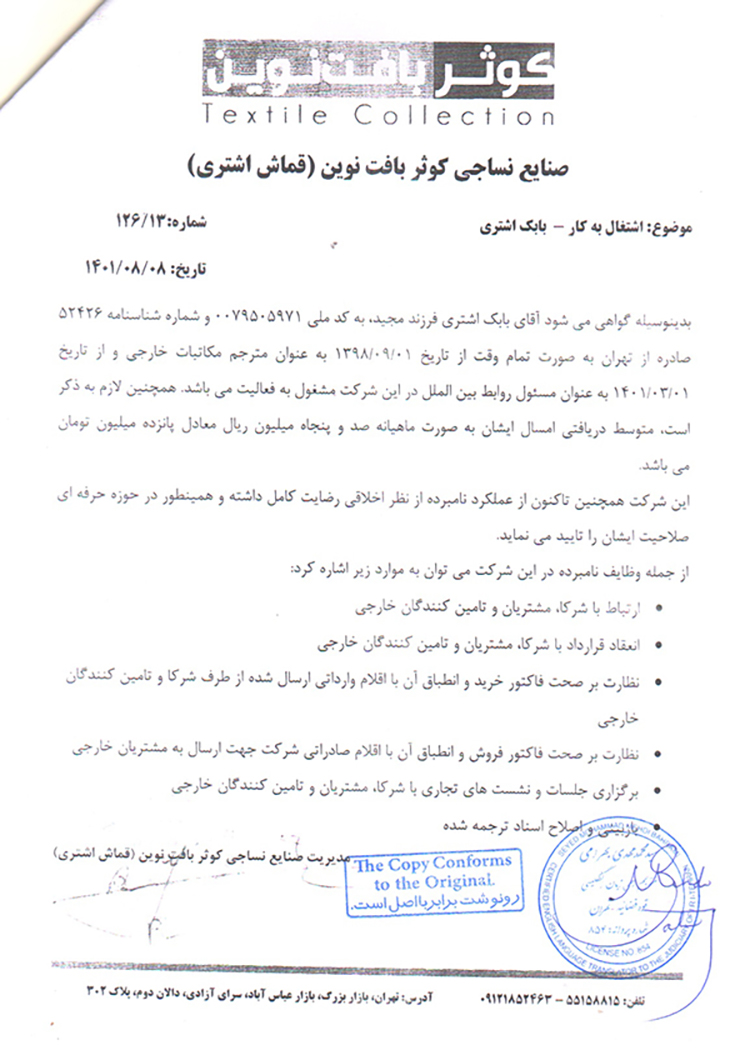 کوثر بافت نوین
Textile Collection
صنایع نساجی کوثر بافت نوین (قماش اشتری)
موضوع: اشتغال به کار – بابک اشتری
شماره: ۱۲۶/۱۳
تاریخ: ۱۴۰۱/۰۸/۰۸
بدینوسیله گواهی می شود آقای بابک اشتری فرزند مجید، به کد ملی ۰۰۷۹۵۰۵۹۷۱ و شماره شناسنامه ۵۲۴۲۶
صادره از تهران به صورت تمام وقت از تاریخ ۱۳۹۸/۰۹/۰۱ به عنوان مترجم مکاتبات خارجی و از تاریخ
۱۴۰۱/۰۳/۰۱ به عنوان مسئول روابط بین الملل در این شرکت مشغول به فعالیت می باشد. همچنین لازم به ذکر
است، متوسط دریافتی امسال ایشان به صورت ماهیانه صد و پنجاه میلیون ریال معادل پانزده میلیون تومان
می باشد.
این شرکت همچنین تاکنون از عملکرد نامبرده از نظر اخلاقی رضایت کامل داشته و همینطور در حوزه حرفه ای
صلاحیت ایشان را تایید می نماید.
از جمله وظایف نامبرده در این شرکت می توان به موارد زیر اشاره کرد:
• ارتباط با شرکا، مشتریان و تامین کنندگان خارجی
• انعقاد قرارداد با شرکا، مشتریان و تامین کنندگان خارجی
• نظارت بر صحت فاکتور خرید و انطباق آن با اقلام وارداتی ارسال شده از طرف شرکا و تامین کنندگان
خارجی
• نظارت بر صحت فاکتور فروش و انطباق آن با اقلام صادراتی شرکت جهت ارسال به مشتریان خارجی
• برگزاری جلسات و نشست های تجاری با شرکا، مشتریان و تامین کنندگان خارجی
• بازبینی و اصلاح اسناد ترجمه شده
مدیریت صنایع نساجی کوثر بافت نوین (قماش اشتری)
The Copy Conforms
to the Original.
رونوشت برابر با اصل است.
سید محمد مهدی
زبان انگلیسی
قوه قضائیه - تهران
شماره پروانه: ۸۵۴
SEYED MOHAMMAD MEHDI
CERTIFIED ENGLISH LANGUAGE TRANSLATOR TO THE JUDICIARY OF
LICENSE NO. 854
تلفن: ۵۵۱۵۸۸۱۵ – ۰۹۱۲۱۸۵۲۴۶۳
آدرس: تهران، بازار بزرگ، بازار عباس آباد، سرای آزادی، دالان دوم، پلاک ۳۰۲